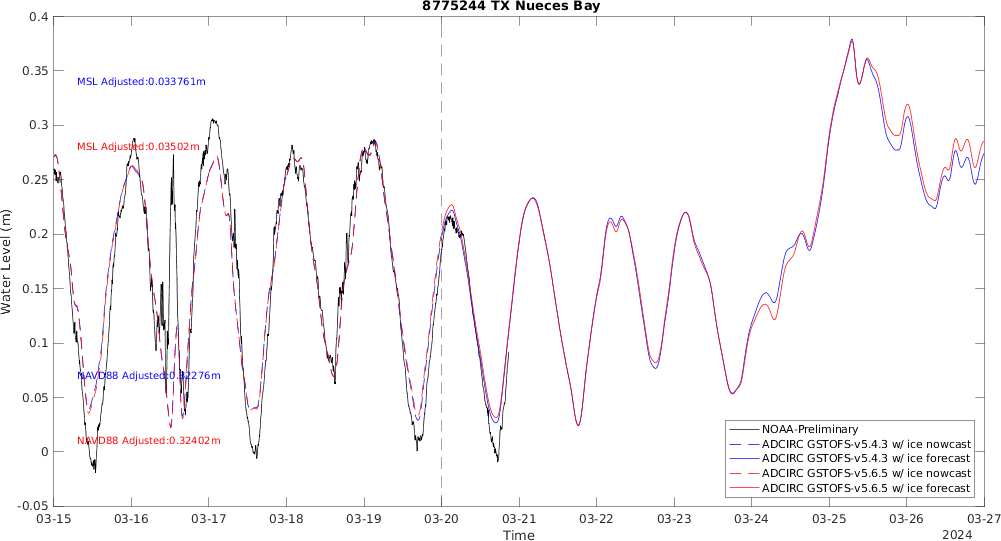 8775244 TX Nueces Bay
Water Level (m)
0.4
0.35
0.3
0.25
0.2
0.15
0.1
0.05
0
-0.05
MSL Adjusted:0.033761m
MSL Adjusted:0.03502m
NAVD88 Adjusted:0.32276m
NAVD88 Adjusted:0.32402m
NOAA-Preliminary
ADCIRC GSTOFS-v5.4.3 w/ ice nowcast
ADCIRC GSTOFS-v5.4.3 w/ ice forecast
ADCIRC GSTOFS-v5.6.5 w/ ice nowcast
ADCIRC GSTOFS-v5.6.5 w/ ice forecast
03-15 03-16 03-17 03-18 03-19 03-20 03-21 03-22 03-23 03-24 03-25 03-26 03-27
Time
2024